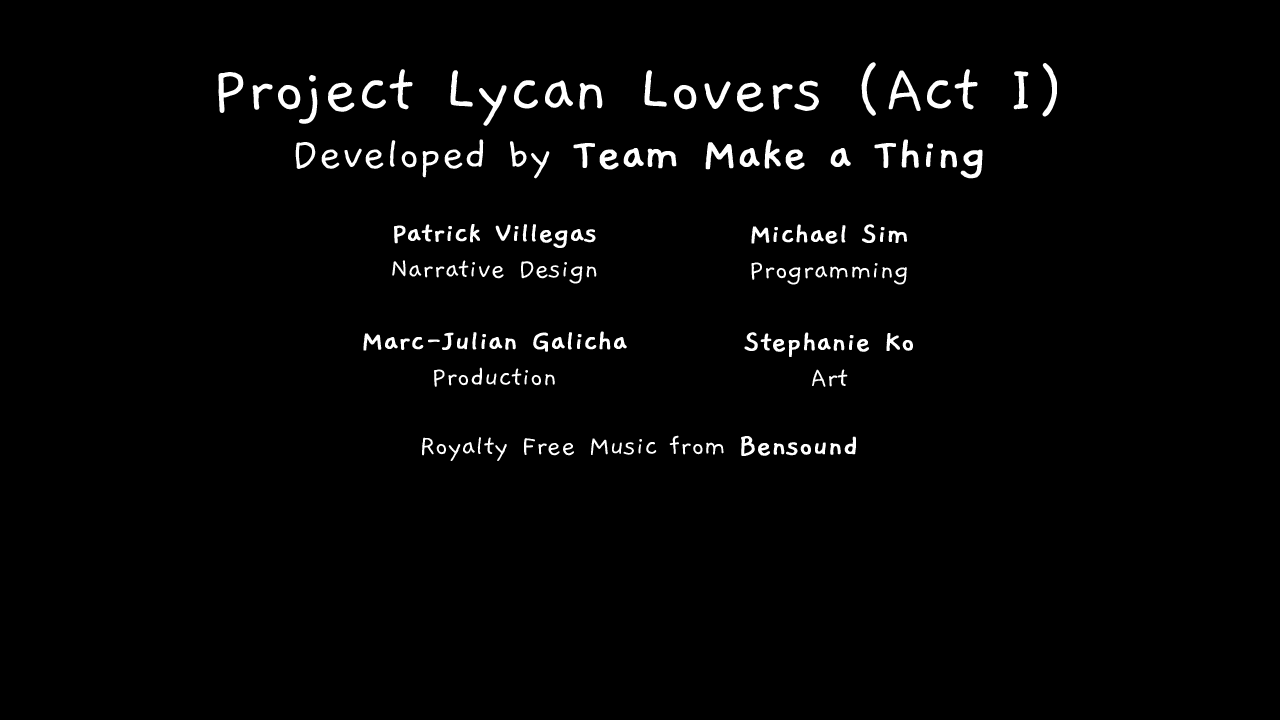 Project Lycan Lovers (Act I)
Developed by Team Make a Thing
Patrick Villegas
Narrative Design
Michael Sim
Programming
Marc-Julian Galicha
Production
Stephanie Ko
Art
Royalty Free Music from Bensound